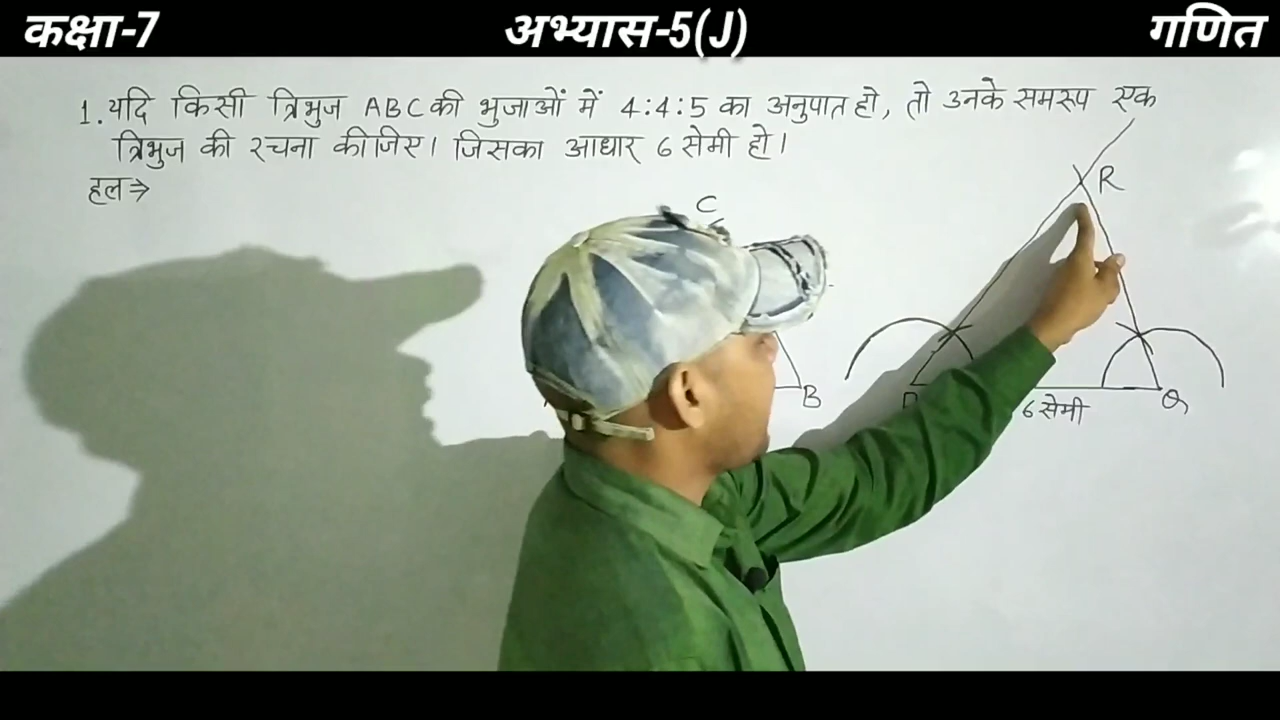 कक्षा-7 अभ्यास-5(J) गणित
1. यदि किसी त्रिभुज ABC की भुजाओं में 4:4:5 का अनुपात हो, तो उनके समरूप एक
त्रिभुज की रचना कीजिए। जिसका आधार 6 सेमी हो।
हल⇒
R
C
B
6 सेमी
Q